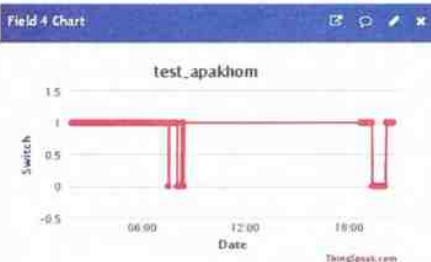 Field 4 Chart
test_apakhom
1.5
1
0.5
0
-0.5
Switch
06:00
12:00
18:00
Date
ThingSpeak.com